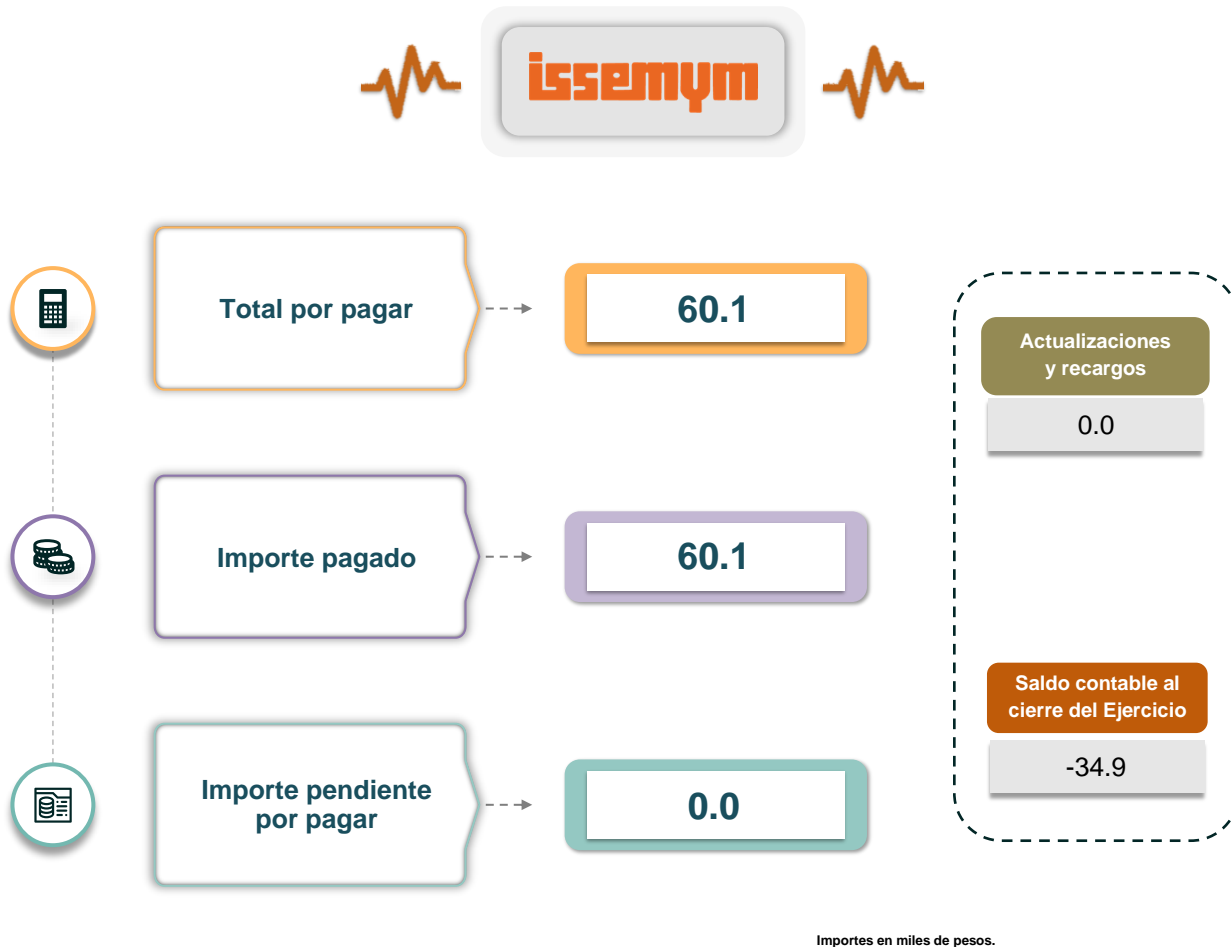 issemym
Total por pagar
60.1
Importe pagado
60.1
Importe pendiente
por pagar
0.0
Actualizaciones
y recargos
0.0
Saldo contable al
cierre del Ejercicio
-34.9
Importes en miles de pesos.